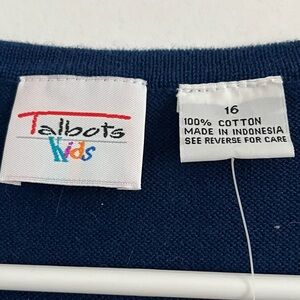 Talbots
Kids
16
100% COTTON
MADE IN INDONESIA
SEE REVERSE FOR CARE